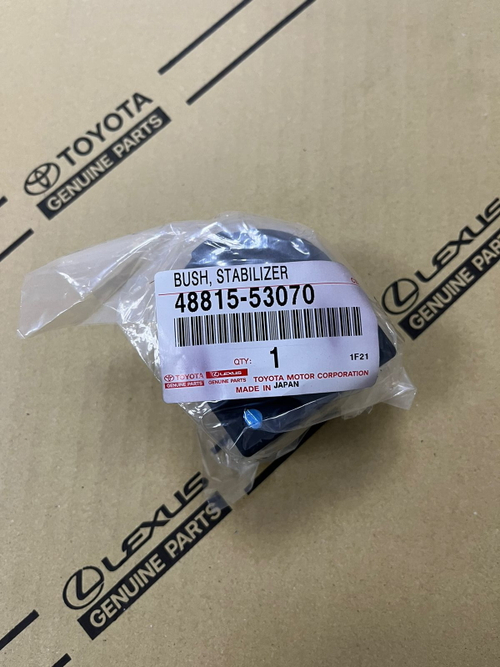 TOYOTA
GENUINE PARTS
LEXUS
GENUINE PARTS
BUSH, STABILIZER
48815-53070
QTY: 1
1F21
TOYOTA LEXUS
GENUINE PARTS GENUINE PARTS
TOYOTA MOTOR CORPORATION
MADE IN JAPAN
LEXUS
GENUINE PARTS